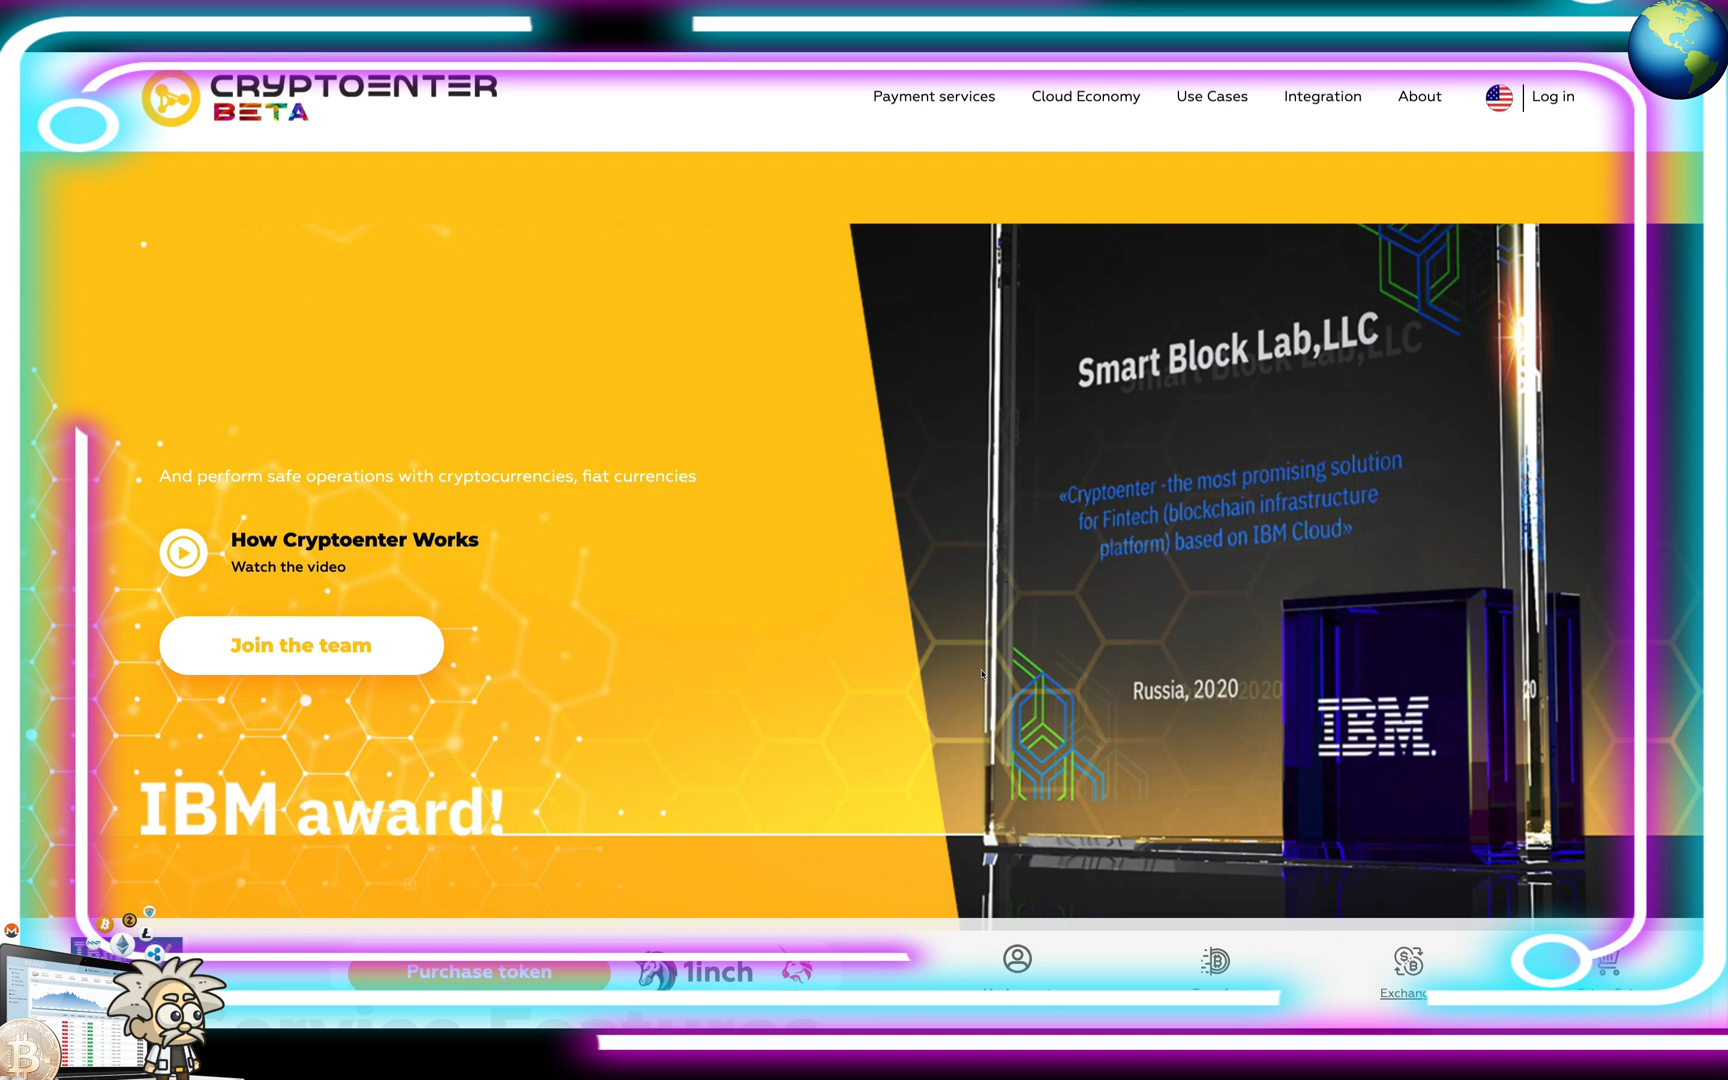 CRYPTOENTER
BETA
Payment services
Cloud Economy
Use Cases
Integration
About
Log in
And perform safe operations with cryptocurrencies, fiat currencies
How Cryptoenter Works
Watch the video
Join the team
IBM award!
Smart Block Lab,LLC
«Cryptoenter -the most promising solution
for Fintech (blockchain infrastructure
platform) based on IBM Cloud»
Russia, 2020
IBM.
Purchase token
1inch
Service Features